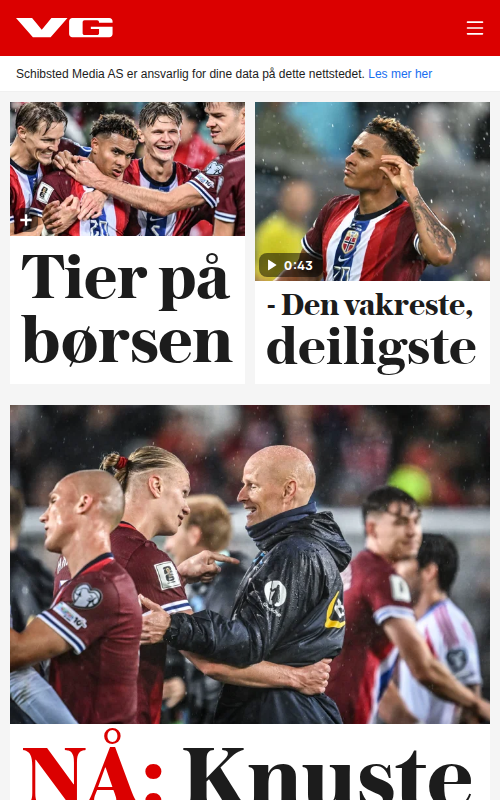 VG
Schibsted Media AS er ansvarlig for dine data på dette nettstedet. Les mer her
Tier på
børsen
0:43
- Den vakreste,
deiligste
NÅ: Knuste